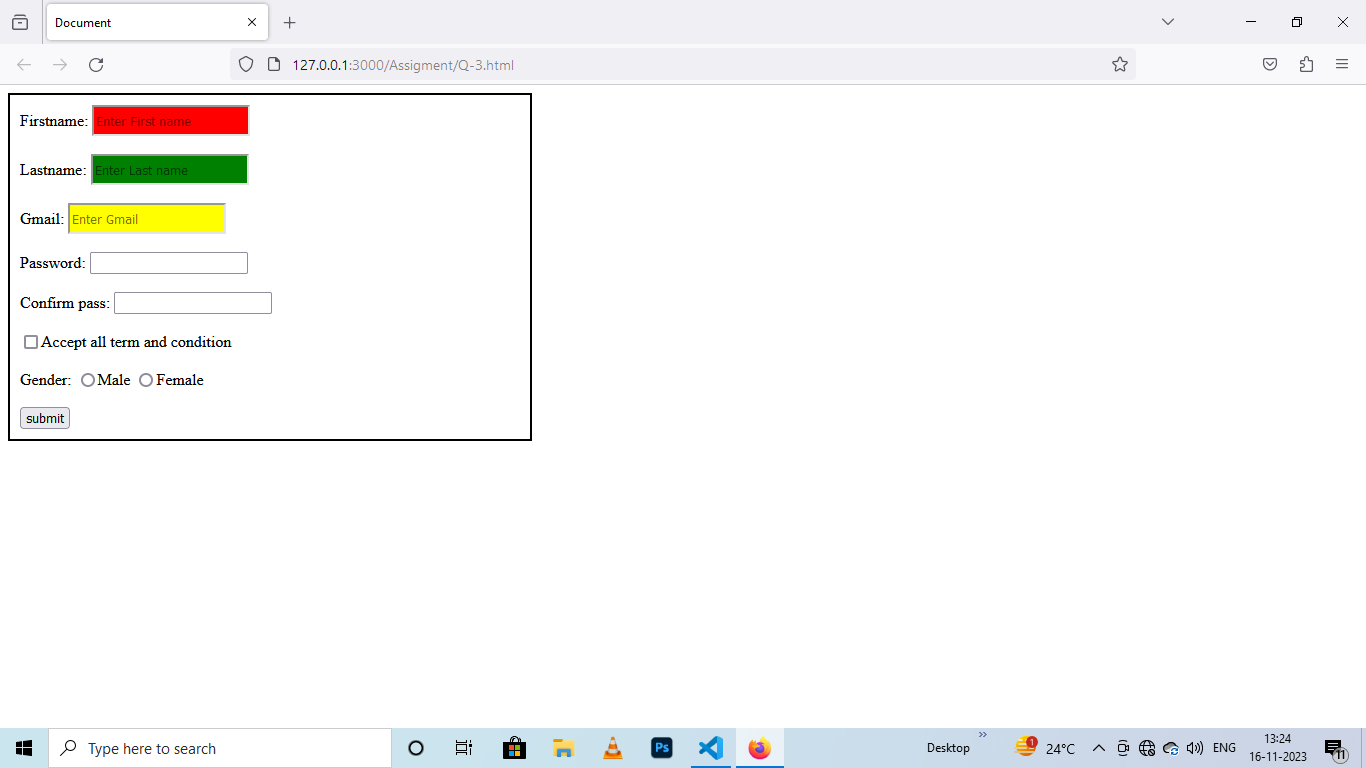 Document
127.0.0.1:3000/Assigment/Q-3.html
Firstname: Enter First name
Lastname: Enter Last name
Gmail: Enter Gmail
Password:
Confirm pass:
Accept all term and condition
Gender: Male Female
submit
Type here to search
Ps
Desktop
»
1
24°C
ENG
13:24
16-11-2023
11